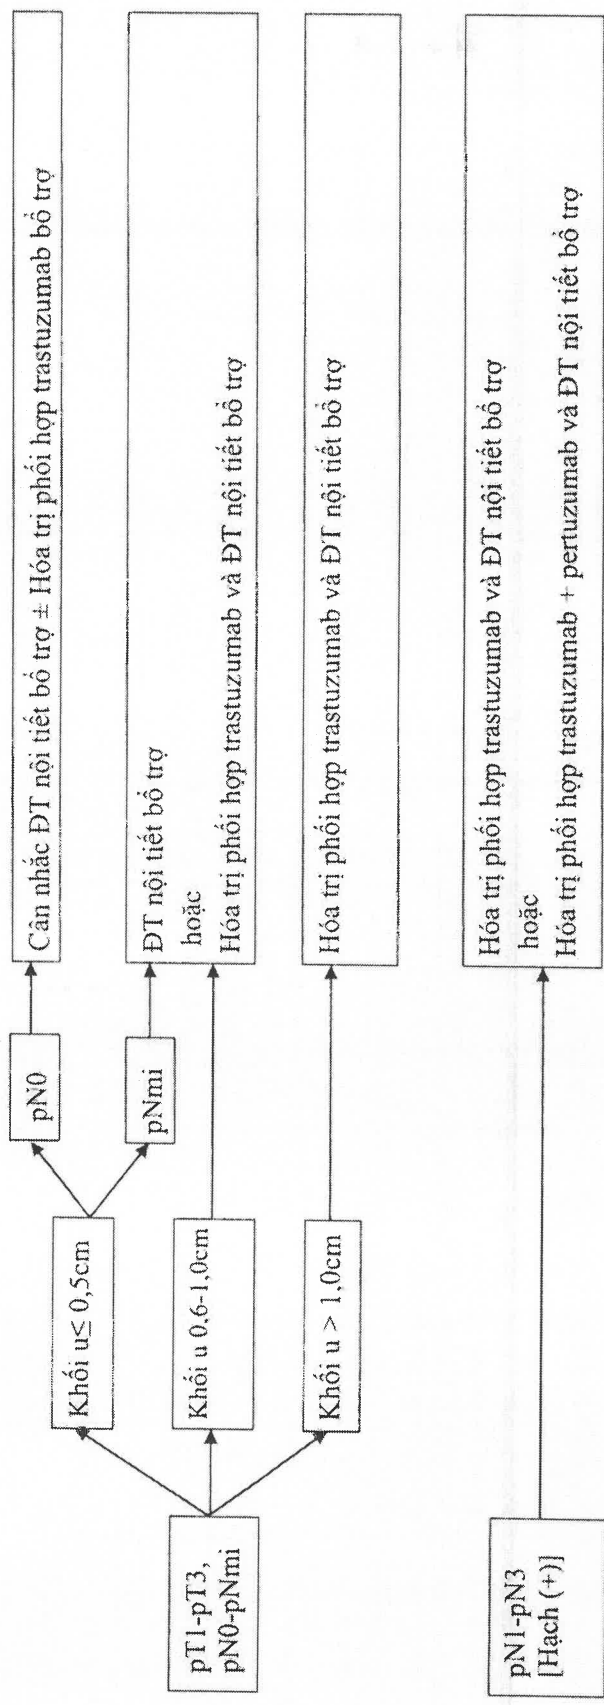 pT1-pT3,
pN0-pNmi
Khối u≤ 0,5cm
pN0
Cân nhắc ĐT nội tiết bổ trợ ± Hóa trị phối hợp trastuzumab bổ trợ
pNmi
Khối u 0,6-1,0cm
ĐT nội tiết bổ trợ
hoặc
Hóa trị phối hợp trastuzumab và ĐT nội tiết bổ trợ
Khối u > 1,0cm
Hóa trị phối hợp trastuzumab và ĐT nội tiết bổ trợ
pN1-pN3
[Hạch (+)]
Hóa trị phối hợp trastuzumab và ĐT nội tiết bổ trợ
hoặc
Hóa trị phối hợp trastuzumab + pertuzumab và ĐT nội tiết bổ trợ